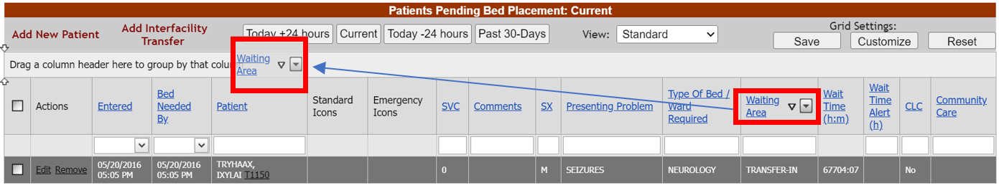 Patients Pending Bed Placement: Current
Add New Patient
Add Interfacility
Transfer
Today +24 hours
Current
Today -24 hours
Past 30-Days
View:
Standard
Grid Settings:
Save
Customize
Reset
Drag a column header here to group by that colum
Waiting
Area
Actions
Entered
Bed
Needed
By
Patient
Standard
Icons
Emergency
Icons
SVC
Comments
SX
Presenting Problem
Type Of Bed /
Ward
Required
Waiting
Area
Wait
Time
(h:m)
Wait
Time
Alert
(h)
CLC
Community
Care
Edit Remove
05/20/2016
05:05 PM
05/20/2016
05:05 PM
TRYHAAX,
IXYLAI T1150
0
M
SEIZURES
NEUROLOGY
TRANSFER-IN
67704:07
No